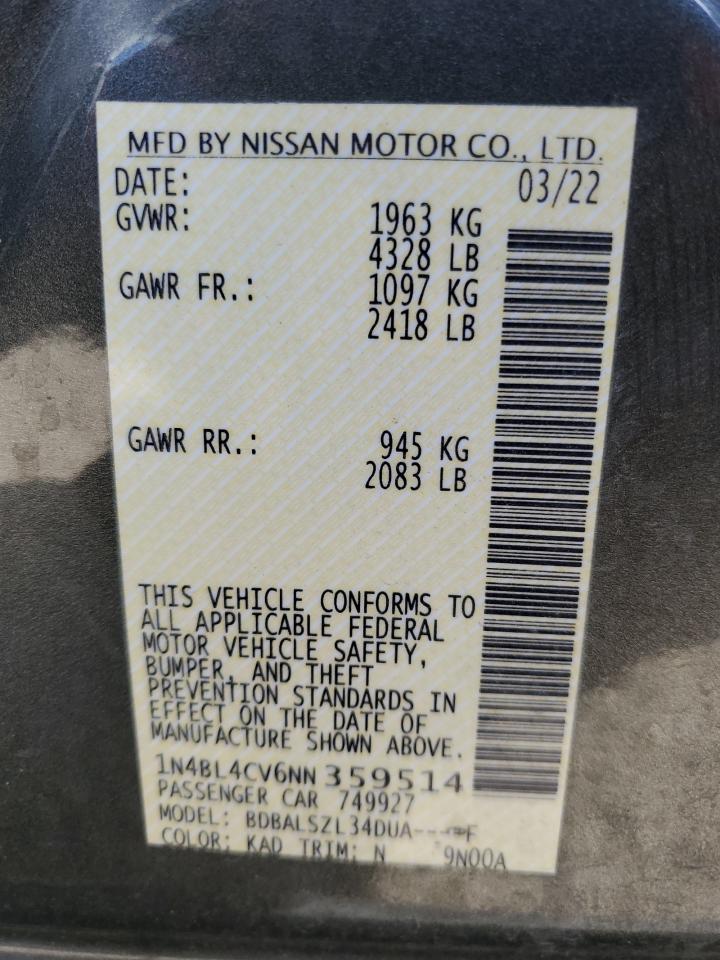 MFD BY NISSAN MOTOR CO., LTD.
DATE: 03/22
GVWR: 1963 KG
4328 LB
GAWR FR.: 1097 KG
2418 LB
GAWR RR.: 945 KG
2083 LB
THIS VEHICLE CONFORMS TO
ALL APPLICABLE FEDERAL
MOTOR VEHICLE SAFETY,
BUMPER, AND THEFT
PREVENTION STANDARDS IN
EFFECT ON THE DATE OF
MANUFACTURE SHOWN ABOVE.
1N4BL4CV6NN 359514
PASSENGER CAR 749927
MODEL: BDBALSZL34DUA
COLOR: KAD TRIM: N 9N00A